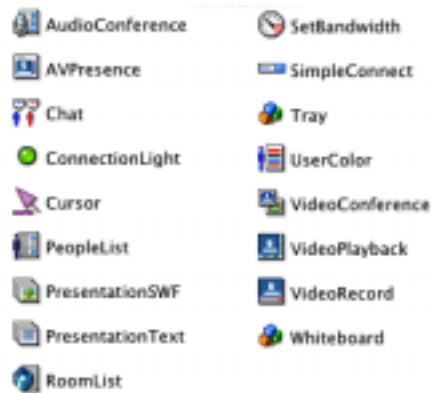 AudioConference
AVPresence
Chat
ConnectionLight
Cursor
PeopleList
PresentationSWF
PresentationText
RoomList
SetBandwidth
SimpleConnect
Tray
UserColor
VideoConference
VideoPlayback
VideoRecord
Whiteboard